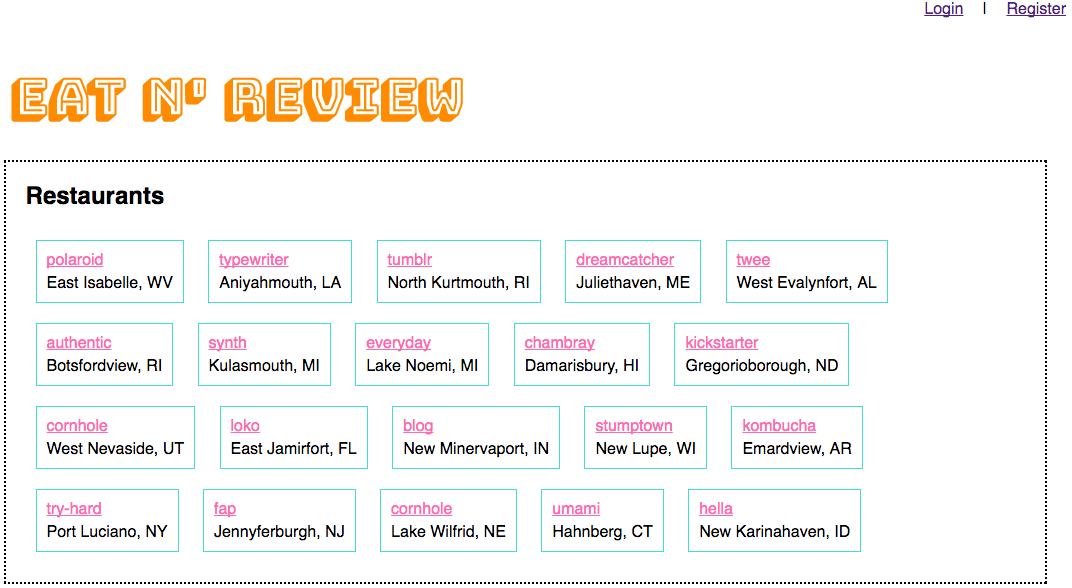 Login | Register
EAT N' REVIEW
Restaurants
polaroid typewriter tumblr dreamcatcher twee
East Isabelle, WV Aniyahmouth, LA North Kurtmouth, RI Juliethaven, ME West Evalynfort, AL
authentic synth everyday chambray kickstarter
Botsfordview, RI Kulasmouth, MI Lake Noemi, MI Damarisbury, HI Gregorioborough, ND
cornhole loko blog stumptown kombucha
West Nevaside, UT East Jamirfort, FL New Minervaport, IN New Lupe, WI Emardview, AR
try-hard fap cornhole umami hella
Port Luciano, NY Jennyferburgh, NJ Lake Wilfrid, NE Hahnberg, CT New Karinahaven, ID